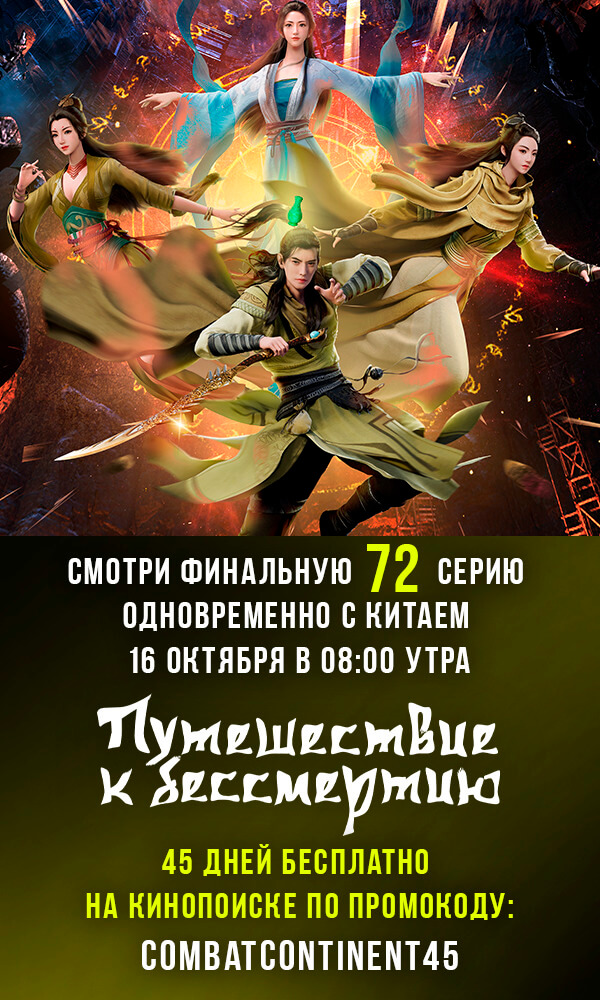 СМОТРИ ФИНАЛЬНУЮ 72 СЕРИЮ
ОДНОВРЕМЕННО С КИТАЕМ
16 ОКТЯБРЯ В 08:00 УТРА
Путешествие
к бессмертию
45 ДНЕЙ БЕСПЛАТНО
НА КИНОПОИСКЕ ПО ПРОМОКОДУ:
COMBATCONTINENT45